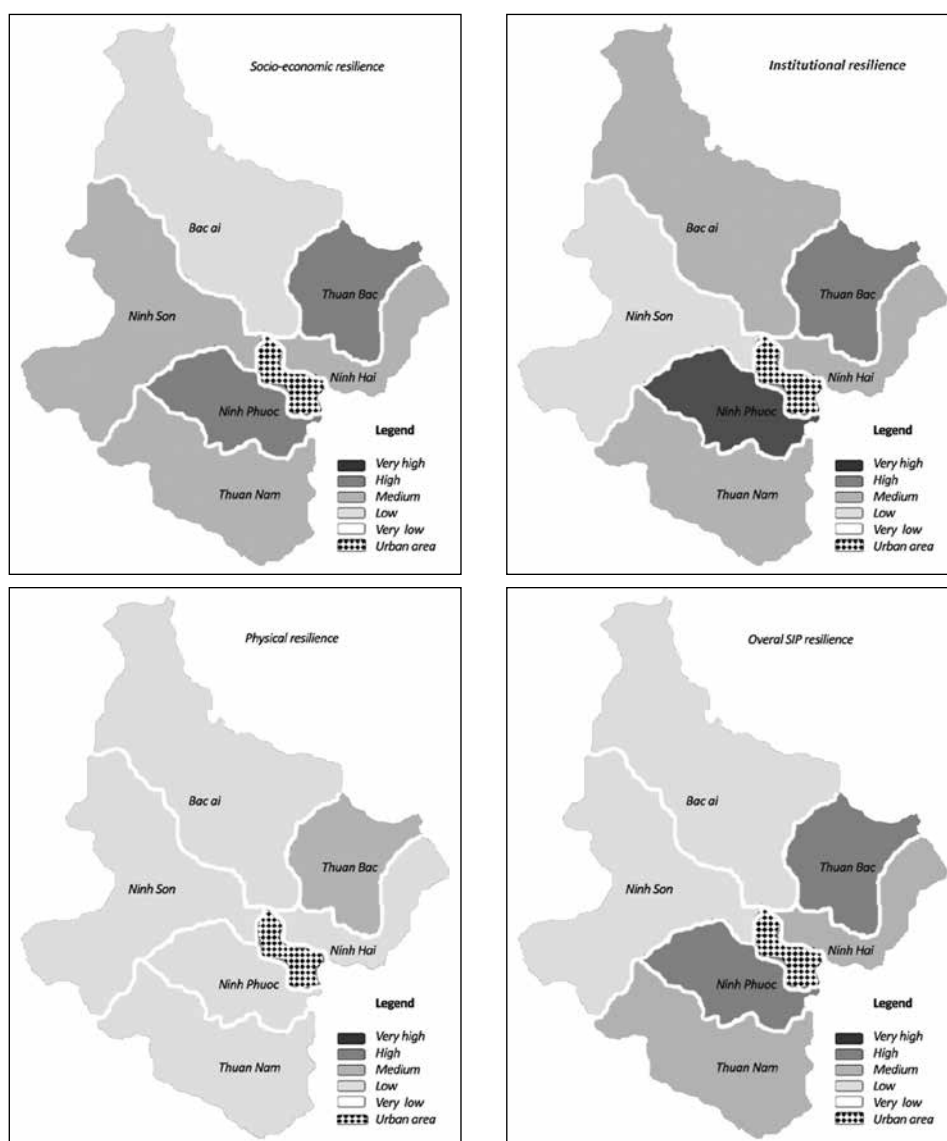 Socio-economic resilience
Bac ai
Thuan Bac
Ninh Son
Ninh Hai
Ninh Phuoc
Thuan Nam
Legend
Very high
High
Medium
Low
Very low
Urban area
Institutional resilience
Bac ai
Thuan Bac
Ninh Son
Ninh Hai
Ninh Phuoc
Thuan Nam
Legend
Very high
High
Medium
Low
Very low
Urban area
Physical resilience
Bac ai
Thuan Bac
Ninh Son
Ninh Hai
Ninh Phuoc
Thuan Nam
Legend
Very high
High
Medium
Low
Very low
Urban area
Overal SIP resilience
Bac ai
Thuan Bac
Ninh Son
Ninh Hai
Ninh Phuoc
Thuan Nam
Legend
Very high
High
Medium
Low
Very low
Urban area